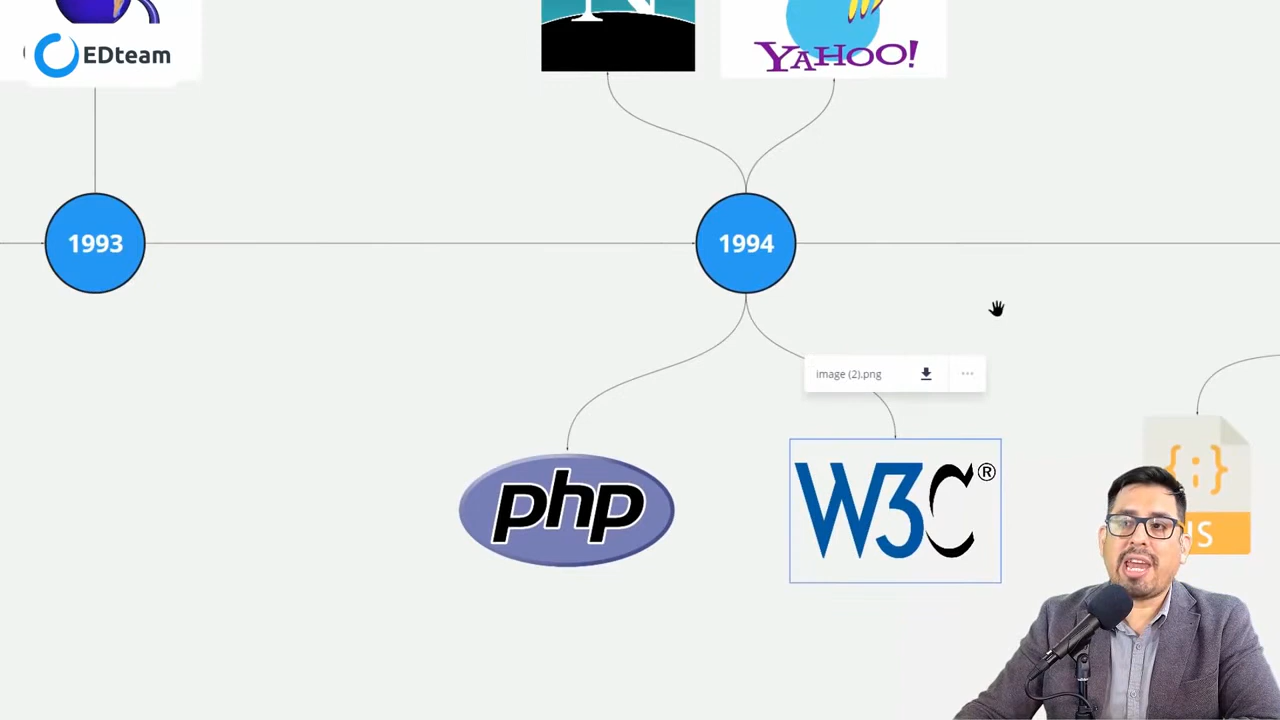 N
EDteam
YAHOO!
1993
1994
image (2).png
php
W3C®
{;}
JS